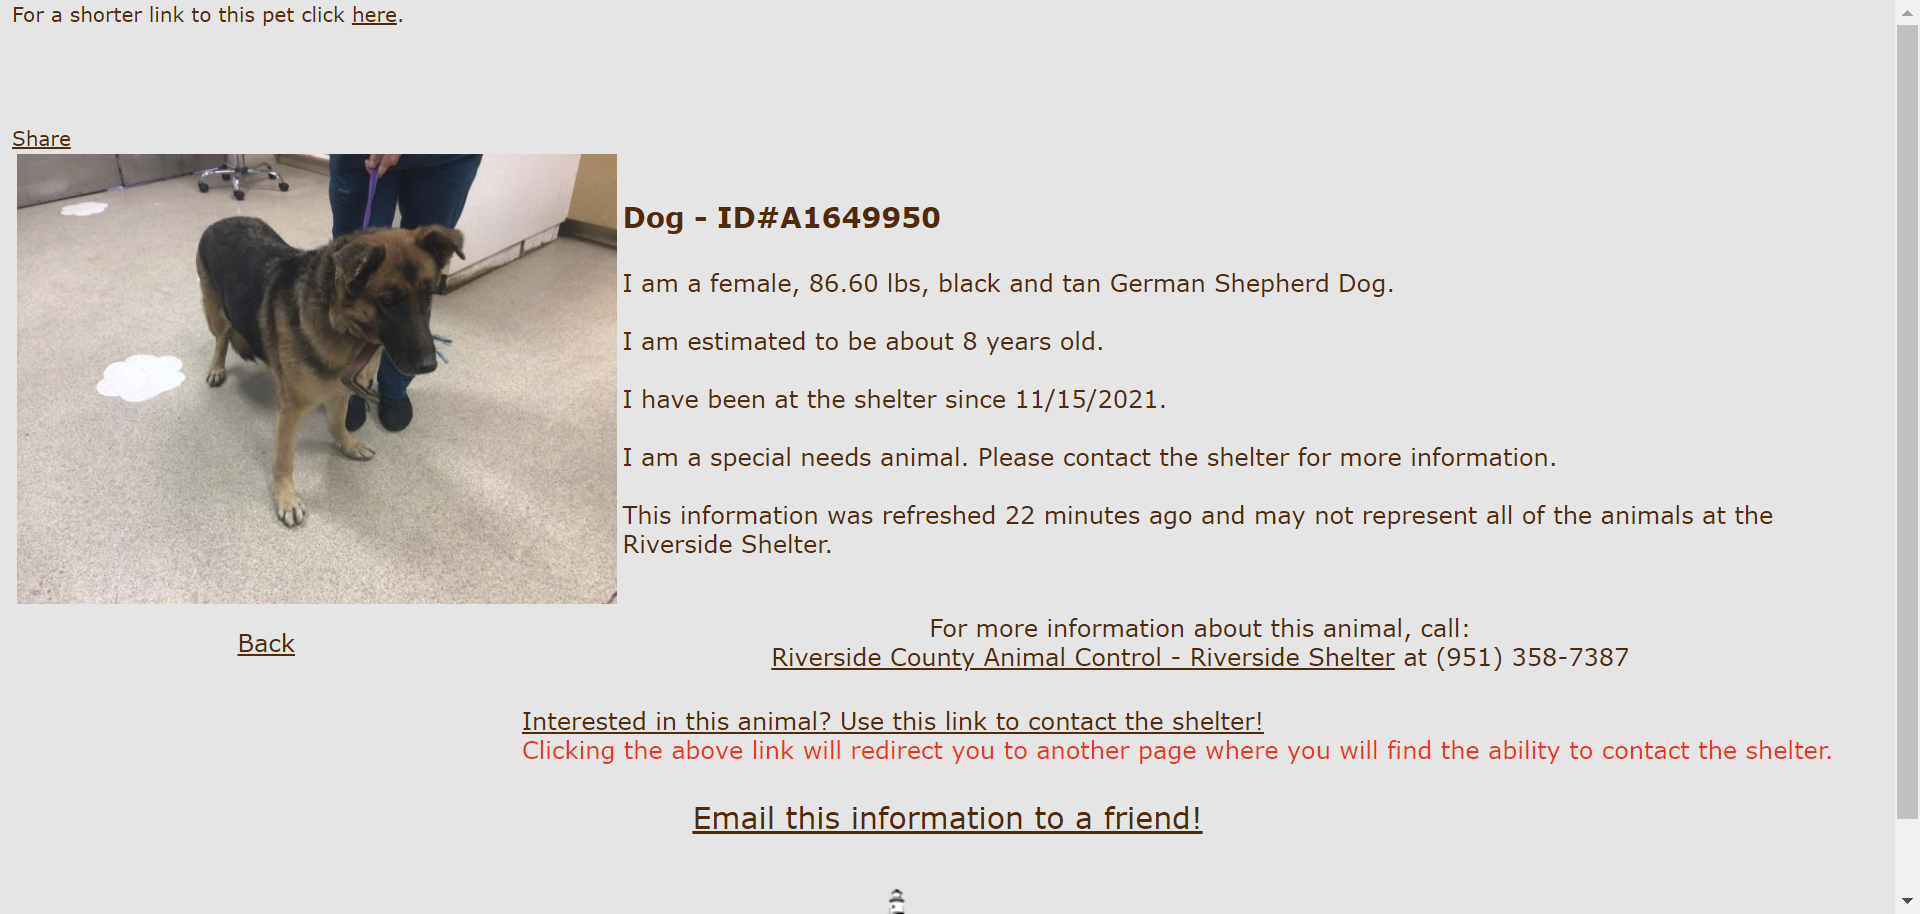 For a shorter link to this pet click here.
Share
Dog - ID#A1649950
I am a female, 86.60 lbs, black and tan German Shepherd Dog.
I am estimated to be about 8 years old.
I have been at the shelter since 11/15/2021.
I am a special needs animal. Please contact the shelter for more information.
This information was refreshed 22 minutes ago and may not represent all of the animals at the
Riverside Shelter.
Back
For more information about this animal, call:
Riverside County Animal Control - Riverside Shelter at (951) 358-7387
Interested in this animal? Use this link to contact the shelter!
Clicking the above link will redirect you to another page where you will find the ability to contact the shelter.
Email this information to a friend!